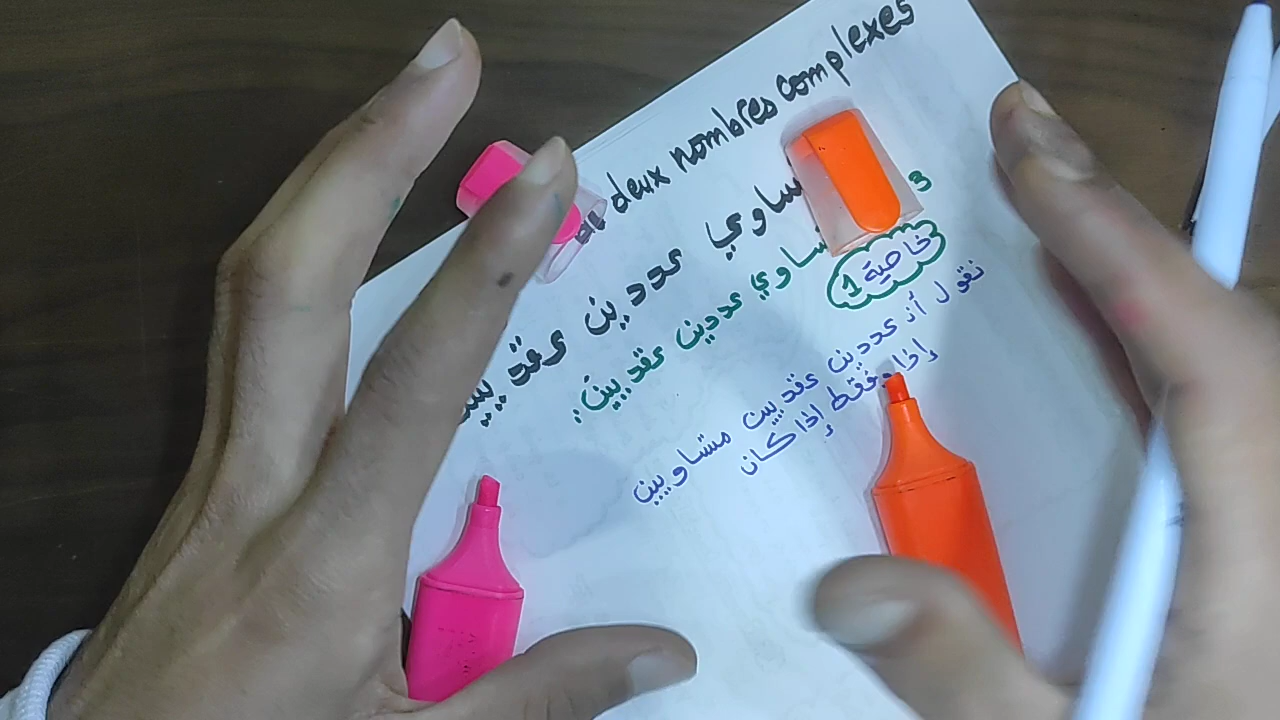 deux nombres complexes
تساوي عددين عقديين
3
تساوي عددين عقديين:
خاصية 1
نقول أن عددين عقديين متساويين
إذا وفقط إذا كان